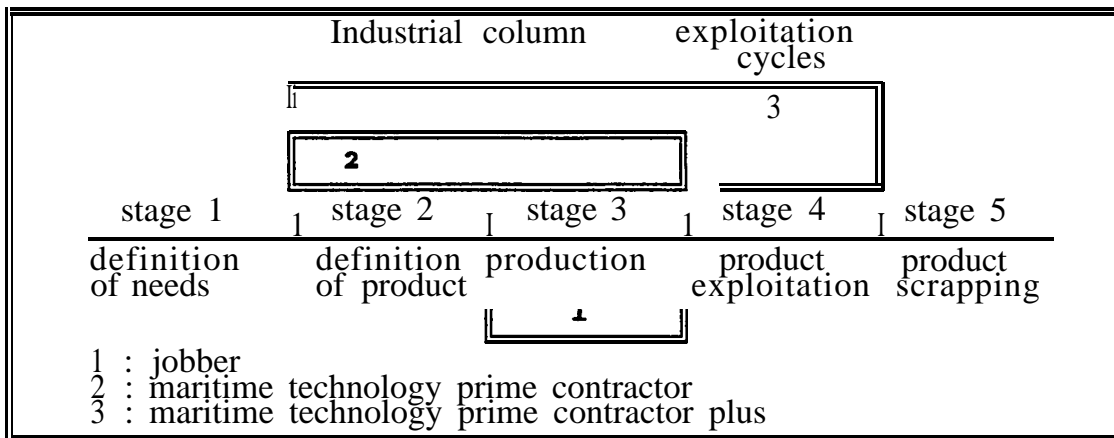 Industrial column exploitation
cycles
3
2
stage 1 stage 2 stage 3 stage 4 stage 5
definition definition production product product
of needs of product exploitation scrapping
1
1 : jobber
2 : maritime technology prime contractor
3 : maritime technology prime contractor plus